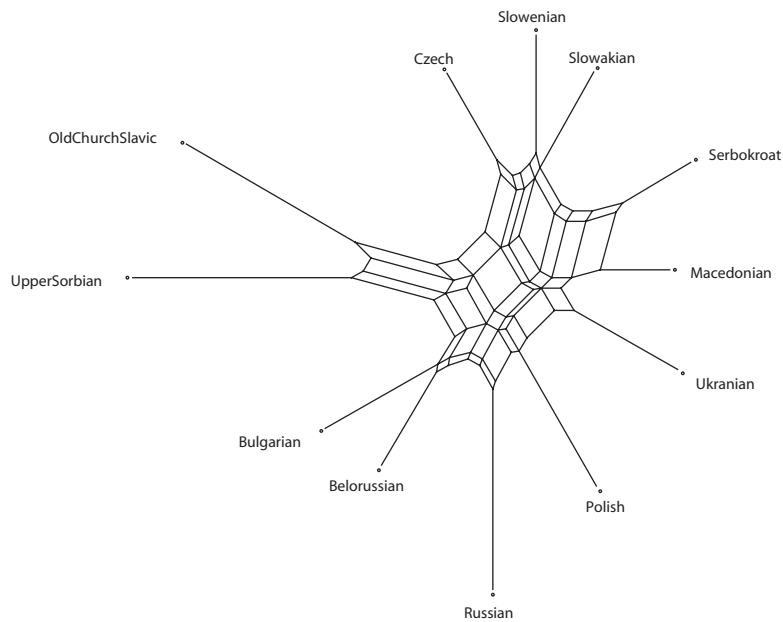 Slowenian
Czech
Slowakian
OldChurchSlavic
Serbokroat
UpperSorbian
Macedonian
Ukranian
Bulgarian
Belorussian
Polish
Russian